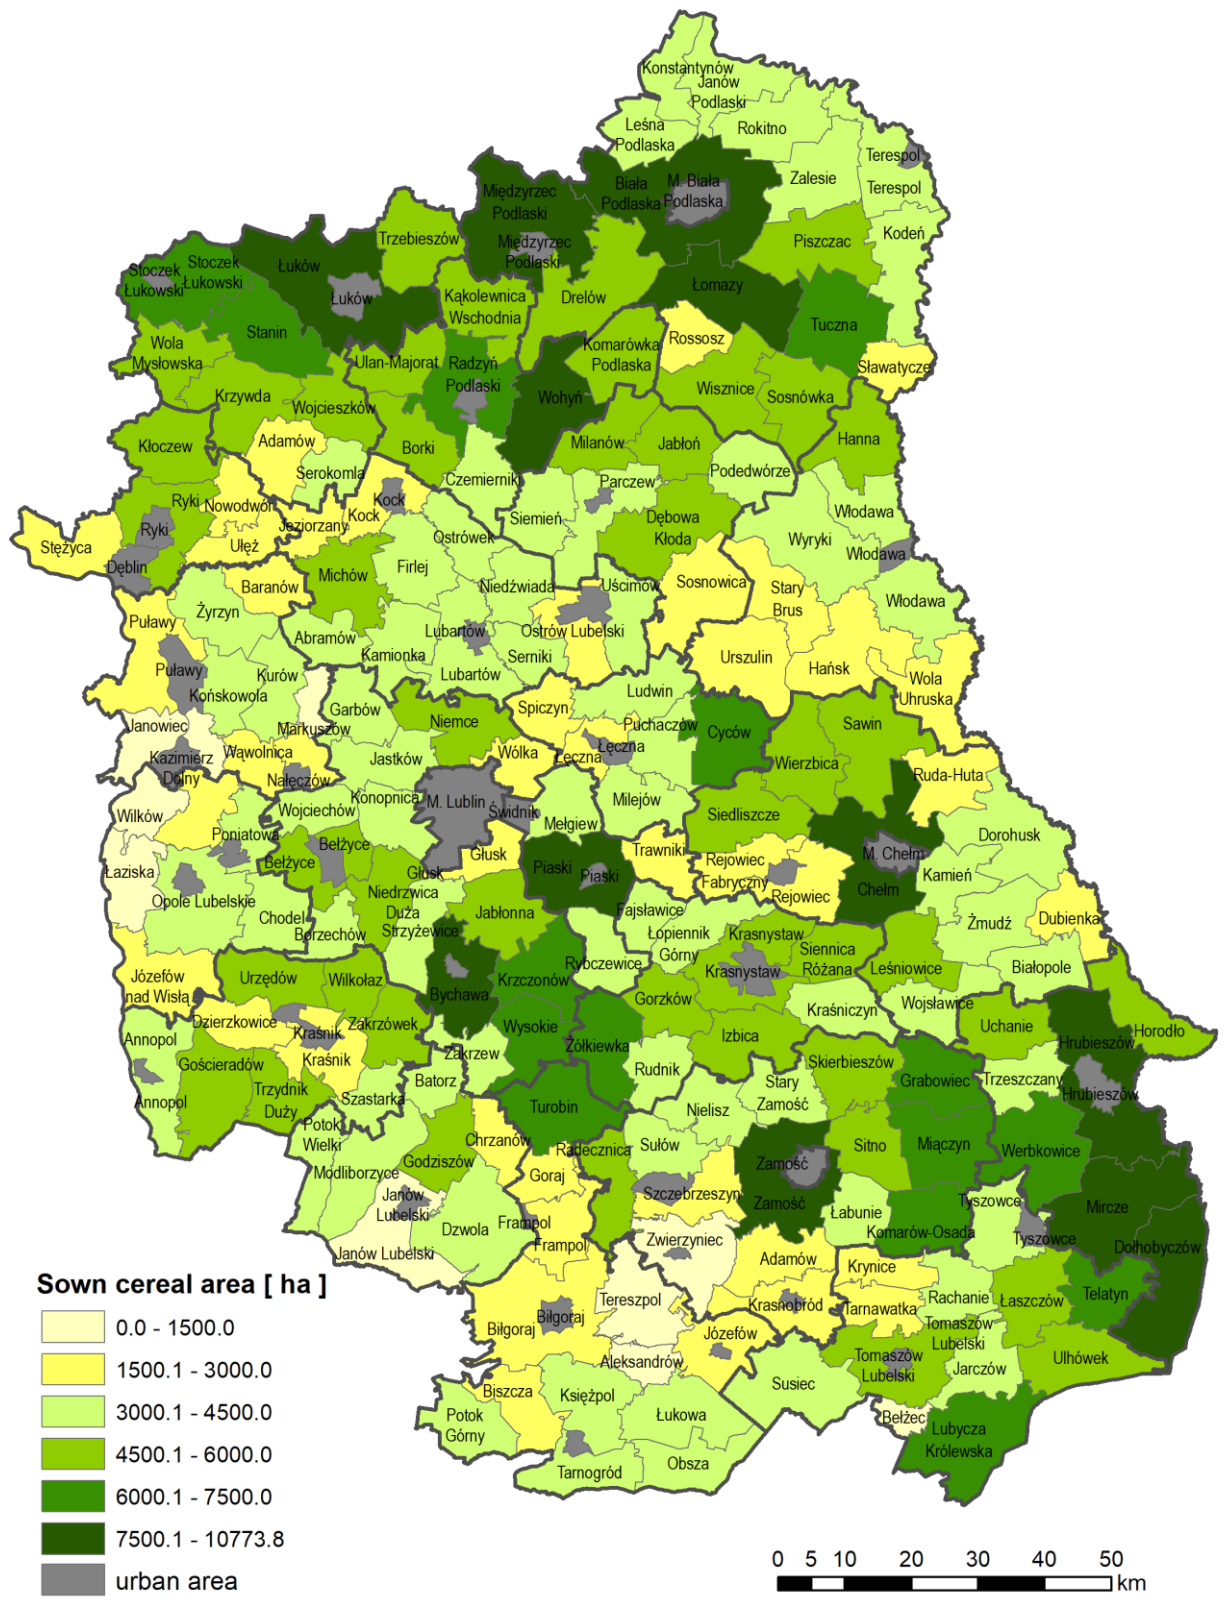 Konstantynów
Janów
Podlaski
Leśna
Podlaska
Rokitno
Terespol
Zalesie
Terespol
Kodeń
Międzyrzec
Podlaski
Biała
Podlaska
M. Biała
Podlaska
Międzyrzec
Podlaski
Trzebieszów
Piszczac
Stoczek
Łukowski
Stoczek
Łukowski
Łuków
Łuków
Kąkolewnica
Wschodnia
Drelów
Łomazy
Stanin
Tuczna
Wola
Mysłowska
Ulan-Majorat
Radzyń
Podlaski
Komarówka
Podlaska
Rossosz
Sławatycze
Krzywda
Wojcieszków
Wohyń
Wisznice
Sosnówka
Kłoczew
Adamów
Borki
Milanów
Jabłoń
Hanna
Serokomla
Czemierniki
Parczew
Podedwórze
Ryki
Nowodwór
Kock
Kock
Jeziorzany
Siemień
Dębowa
Kłoda
Włodawa
Ryki
Stężyca
Ułęż
Ostrówek
Wyryki
Włodawa
Dęblin
Baranów
Michów
Firlej
Niedźwiada
Uścimów
Sosnowica
Stary
Brus
Włodawa
Puławy
Żyrzyn
Abramów
Lubartów
Ostrów Lubelski
Puławy
Kurów
Kamionka
Serniki
Urszulin
Hańsk
Wola
Uhruska
Końskowola
Lubartów
Ludwin
Janowiec
Markuszów
Garbów
Niemce
Spiczyn
Puchaczów
Cyców
Sawin
Kazimierz
Dolny
Wąwolnica
Jastków
Wólka
Łęczna
Łęczna
Wierzbica
Ruda-Huta
Nałęczów
Wilków
Wojciechów
Konopnica
M. Lublin
Świdnik
Milejów
Siedliszcze
Poniatowa
Mełgiew
Dorohusk
Bełżyce
Bełżyce
Głusk
Głusk
Trawniki
Rejowiec
Fabryczny
M. Chełm
Łaziska
Piaski
Piaski
Chełm
Kamień
Opole Lubelskie
Niedrzwica
Duża
Rejowiec
Chodel
Borzechów
Strzyżewice
Jabłonna
Fajsławice
Łopiennik
Górny
Krasnystaw
Żmudź
Dubienka
Józefów
nad Wisłą
Urzędów
Wilkołaz
Bychawa
Krzczonów
Rybczewice
Krasnystaw
Siennica
Różana
Leśniowice
Białopole
Gorzków
Kraśniczyn
Wojsławice
Dzierzkowice
Kraśnik
Zakrzówek
Wysokie
Żółkiewka
Izbica
Uchanie
Hrubieszów
Horodło
Annopol
Gościeradów
Kraśnik
Zakrzew
Rudnik
Skierbieszów
Annopol
Trzydnik
Duży
Szastarka
Batorz
Turobin
Stary
Zamość
Grabowiec
Trzeszczany
Hrubieszów
Potok
Wielki
Chrzanów
Nielisz
Modliborzyce
Godziszów
Radecznica
Sułów
Sitno
Miączyn
Werbkowice
Goraj
Zamość
Janów
Lubelski
Szczebrzeszyn
Zamość
Łabunie
Tyszowce
Mircze
Dzwola
Frampol
Frampol
Zwierzyniec
Komarów-Osada
Tyszowce
Dołhobyczów
Janów Lubelski
Adamów
Krynice
Tereszpol
Krasnobród
Rachanie
Łaszczów
Telatyn
Biłgoraj
Biłgoraj
Tarnawatka
Józefów
Tomaszów
Lubelski
Aleksandrów
Tomaszów
Lubelski
Jarczów
Ulhówek
Biszcza
Księżpol
Susiec
Potok
Górny
Łukowa
Bełżec
Lubycza
Królewska
Tarnogród
Obsza
Sown cereal area [ ha ]
0.0 - 1500.0
1500.1 - 3000.0
3000.1 - 4500.0
4500.1 - 6000.0
6000.1 - 7500.0
7500.1 - 10773.8
urban area
0 5 10 20 30 40 50
km